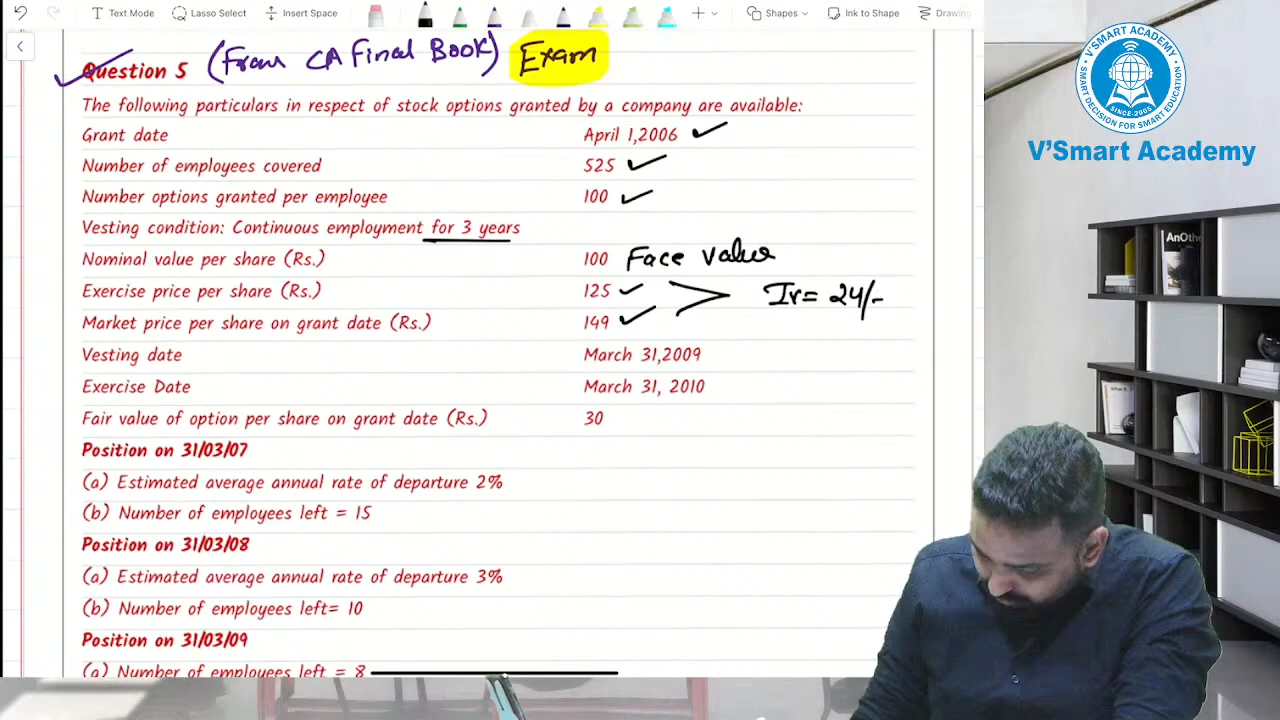 Text Mode Lasso Select Insert Space Shapes Ink to Shape Drawing
(From CA Final Book) Exam
Question 5
The following particulars in respect of stock options granted by a company are available:
Grant date April 1,2006
Number of employees covered 525
Number options granted per employee 100
Vesting condition: Continuous employment for 3 years
Nominal value per share (Rs.) 100 Face value
Exercise price per share (Rs.) 125
Iv= 24/-
Market price per share on grant date (Rs.) 149
Vesting date March 31,2009
Exercise Date March 31, 2010
Fair value of option per share on grant date (Rs.) 30
Position on 31/03/07
(a) Estimated average annual rate of departure 2%
(b) Number of employees left = 15
Position on 31/03/08
(a) Estimated average annual rate of departure 3%
(b) Number of employees left= 10
Position on 31/03/09
(a) Number of employees left = 8
V'SMART ACADEMY
SMART DECISION FOR SMART EDUCATION
SINCE-2005
V'Smart Academy
AnOthe